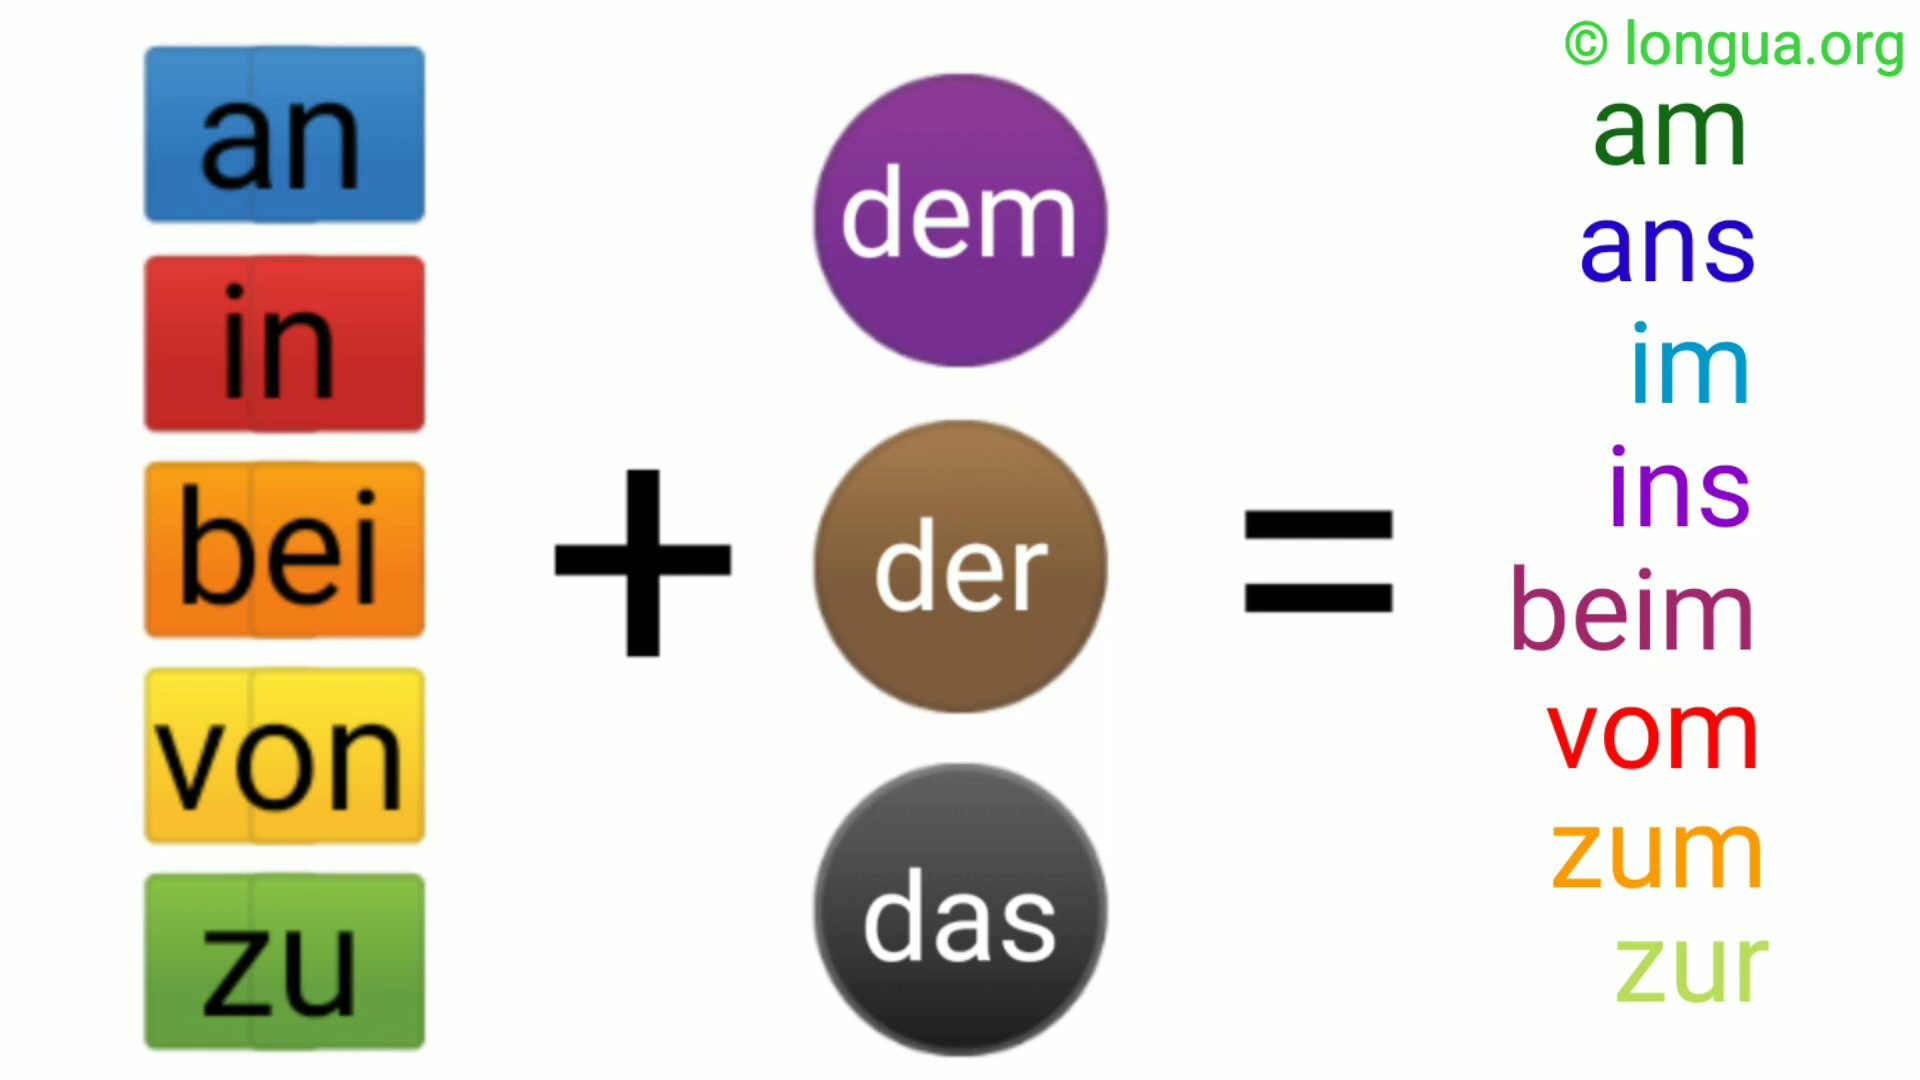 an
in
bei
von
zu
+
dem
der
das
=
© longua.org
am
ans
im
ins
beim
vom
zum
zur